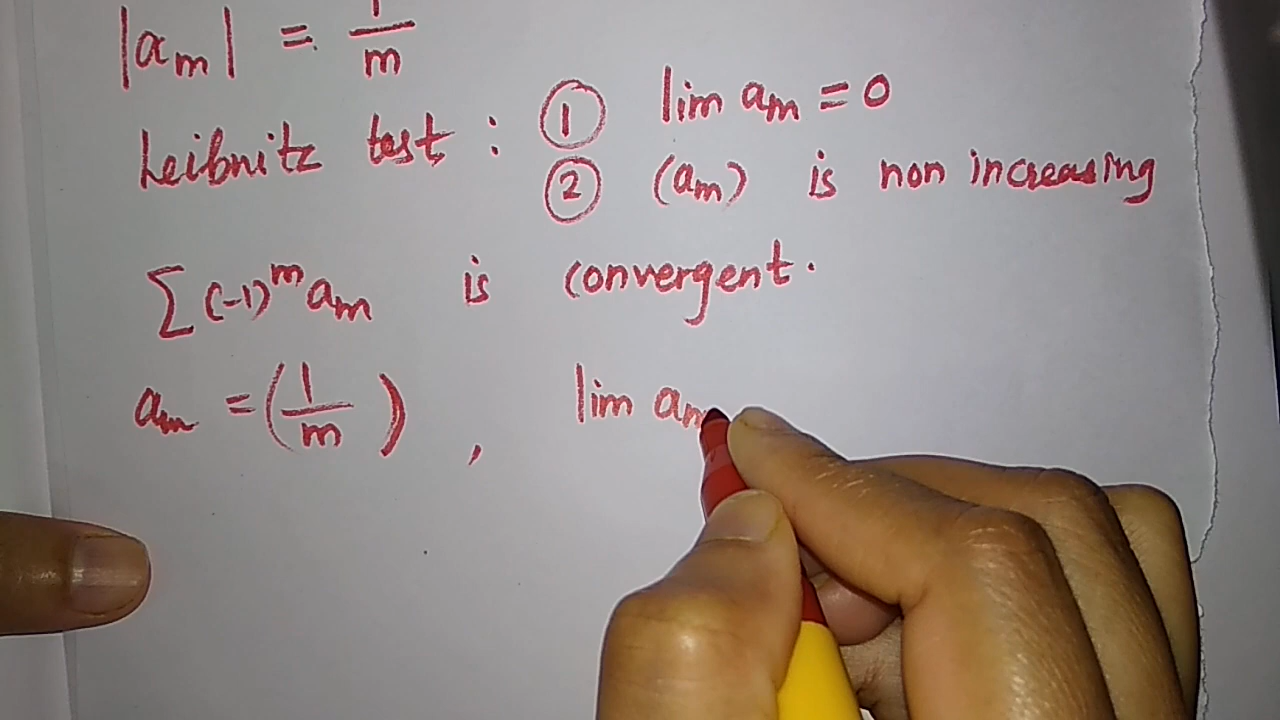 |am| = 1/m
Leibnitz test : ① lim am = 0
② (am) is non increasing
∑ (-1)^m am is convergent.
am = (1/m) , lim am